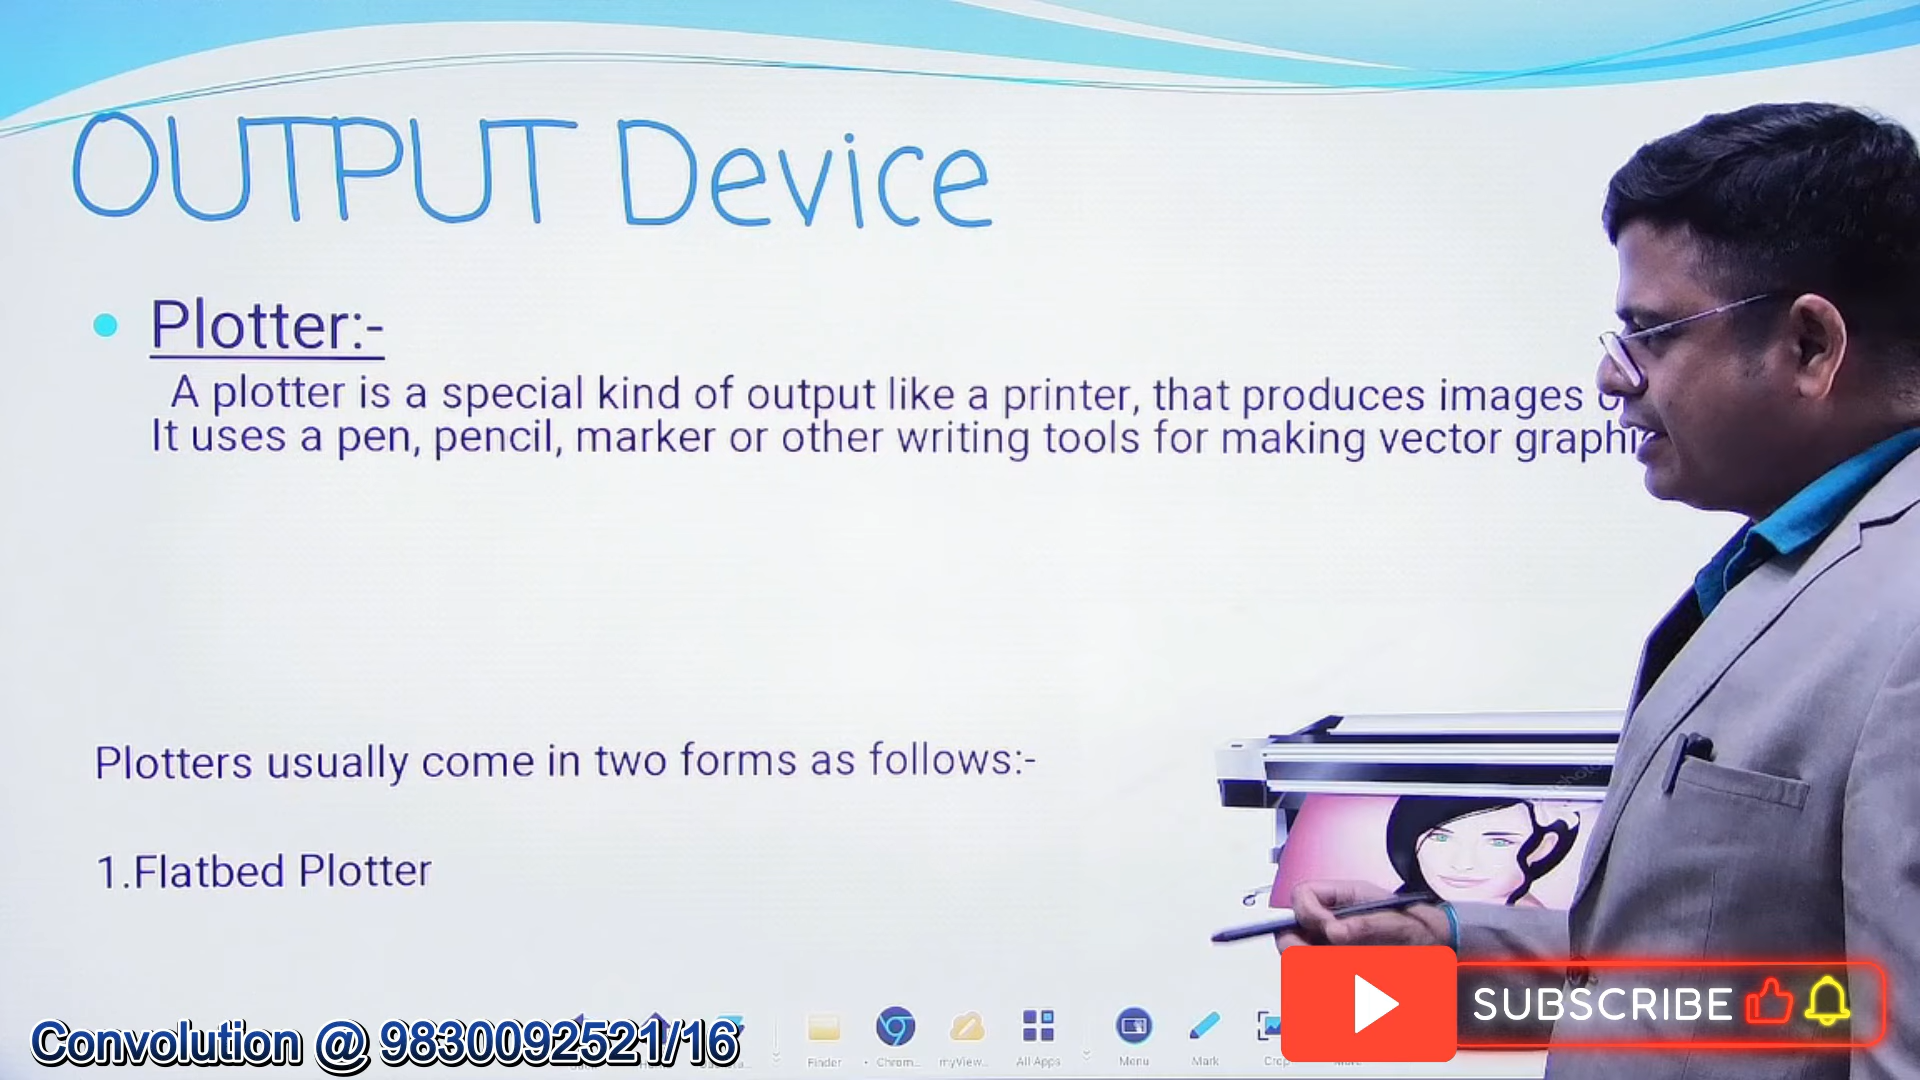 OUTPUT Device
Plotter:-
A plotter is a special kind of output like a printer, that produces images
It uses a pen, pencil, marker or other writing tools for making vector
Plotters usually come in two forms as follows:-
1.Flatbed Plotter
SUBSCRIBE
Convolution @ 9830092521/16
Finder
Chrom...
myView...
All Apps
Menu
Mark